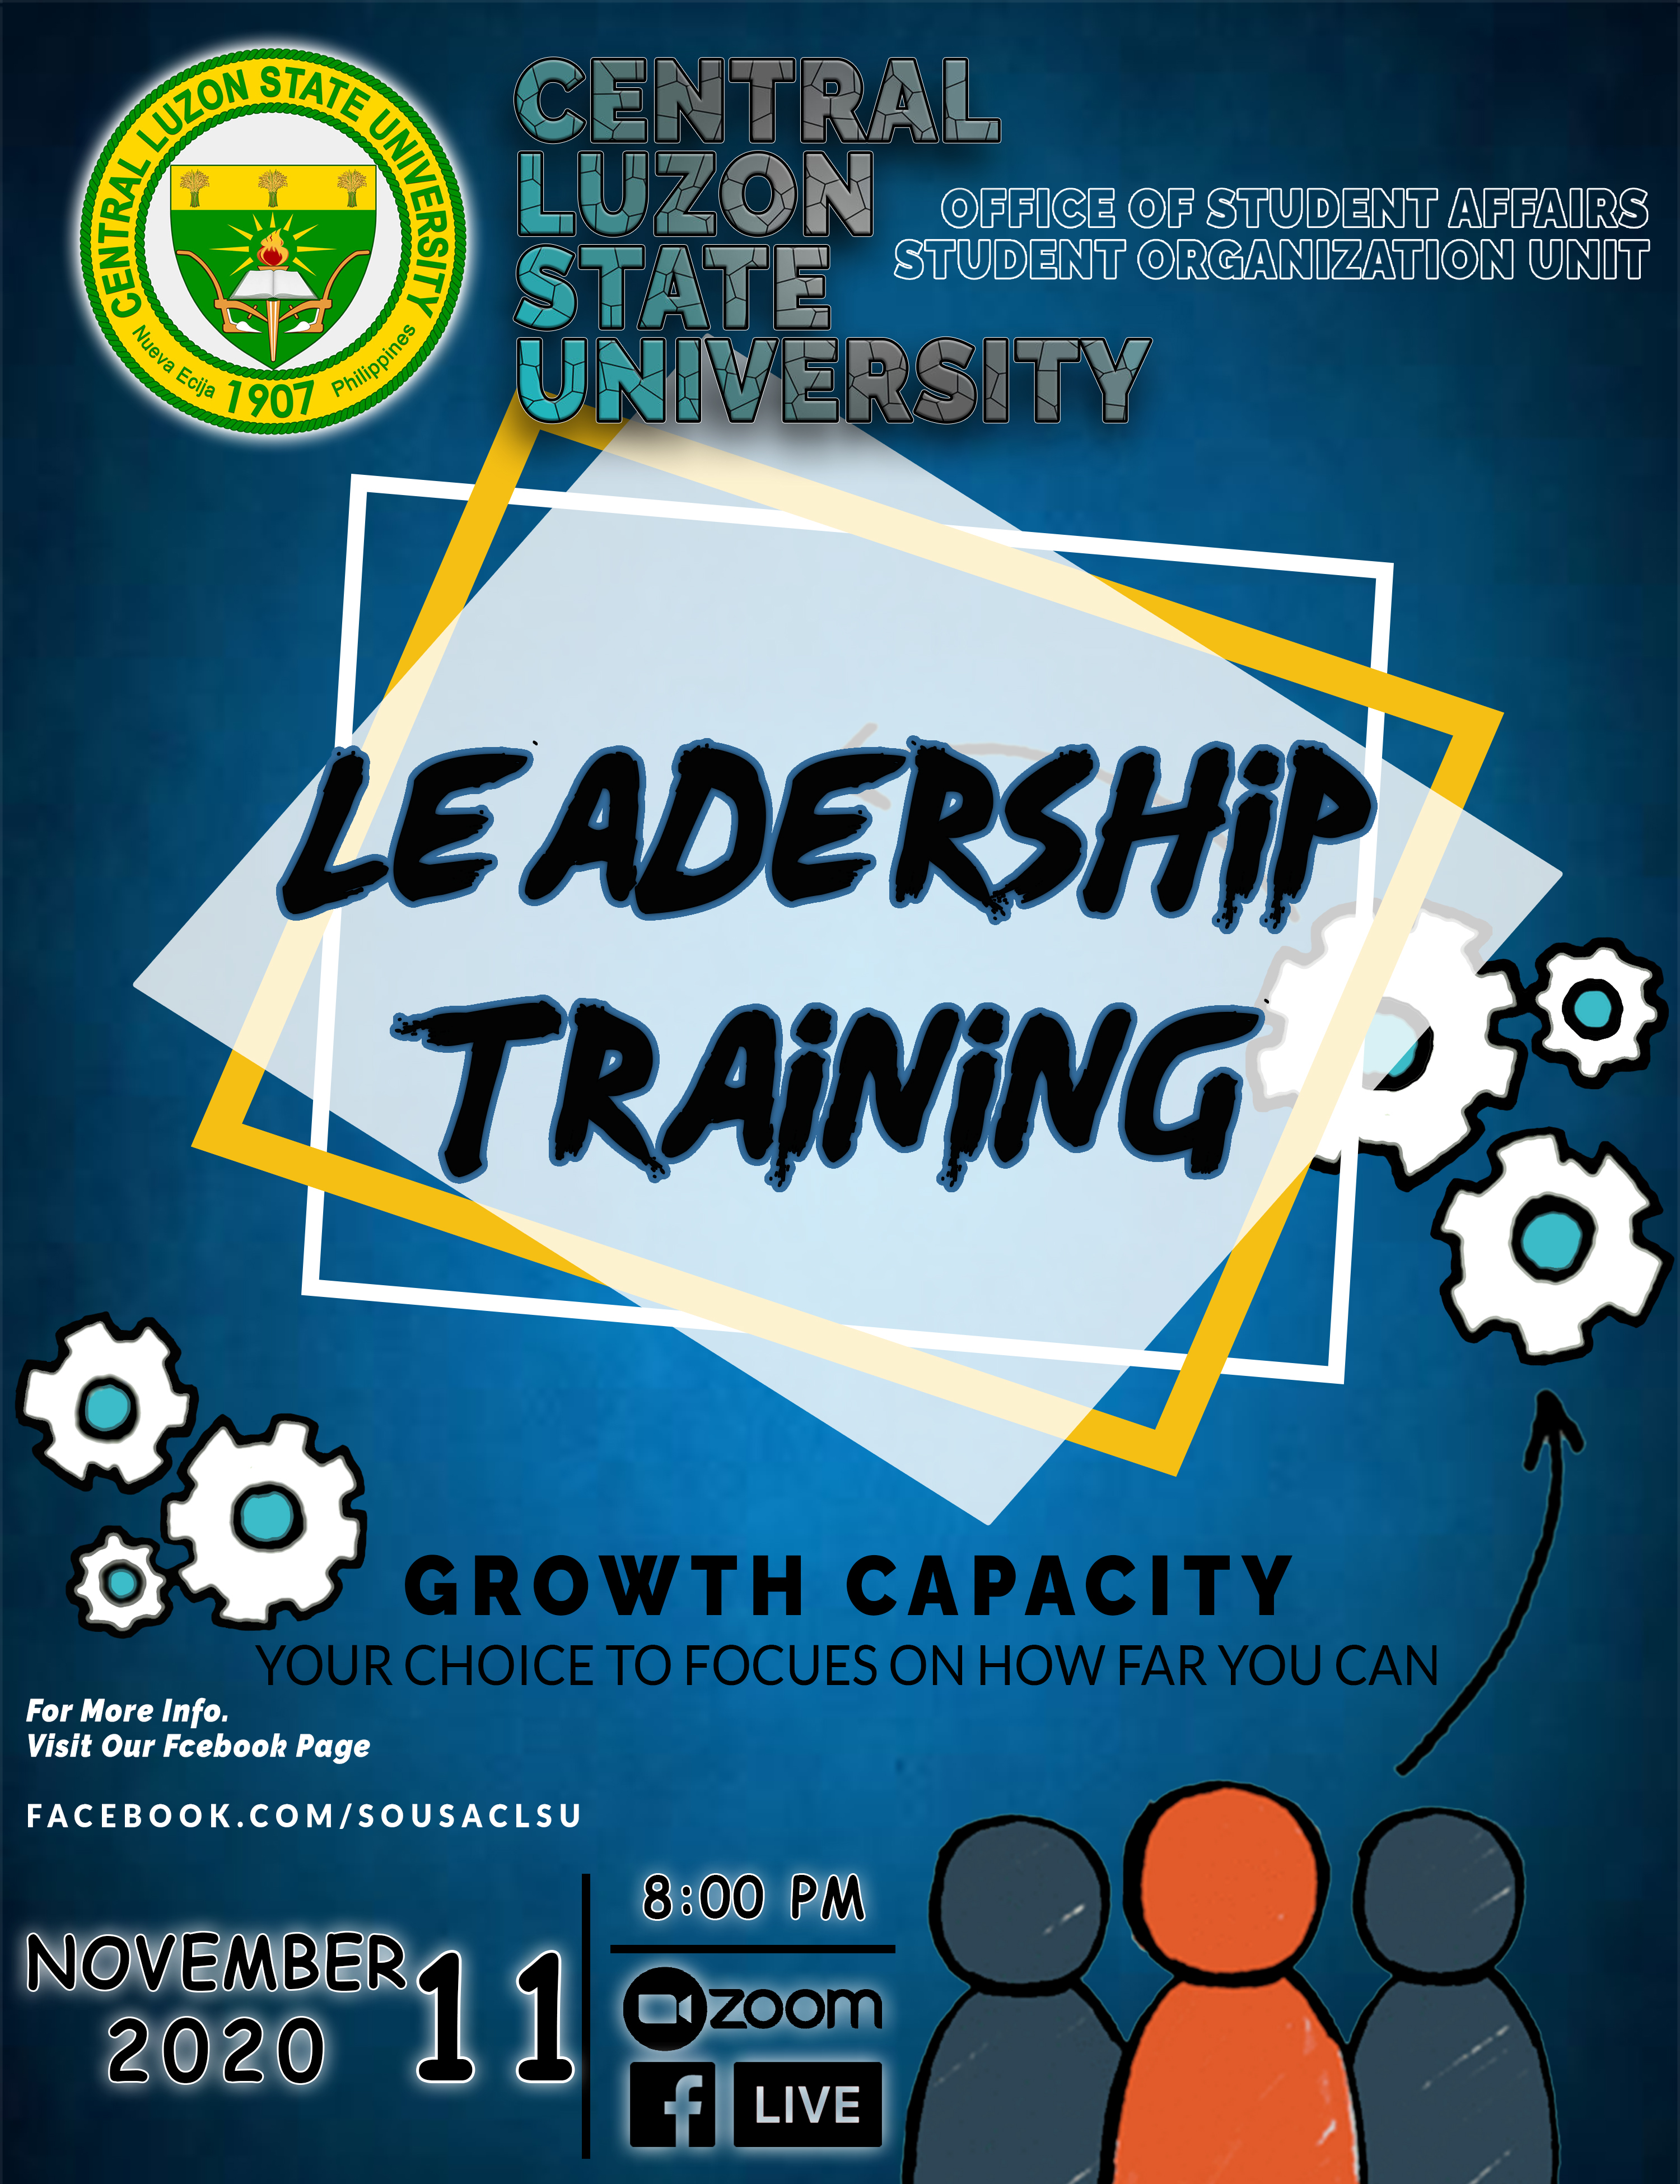 CENTRAL LUZON STATE UNIVERSITY
Nueva Ecija 1907 Philippines
CENTRAL
LUZON
STATE
UNIVERSITY
OFFICE OF STUDENT AFFAIRS
STUDENT ORGANIZATION UNIT
LEADERSHiP
TRAiNiNG
GROWTH CAPACITY
YOUR CHOICE TO FOCUES ON HOW FAR YOU CAN
For More Info.
Visit Our Fcebook Page
FACEBOOK.COM/SOUSACLSU
NOVEMBER 11
2020
8:00 PM
zoom
f LIVE